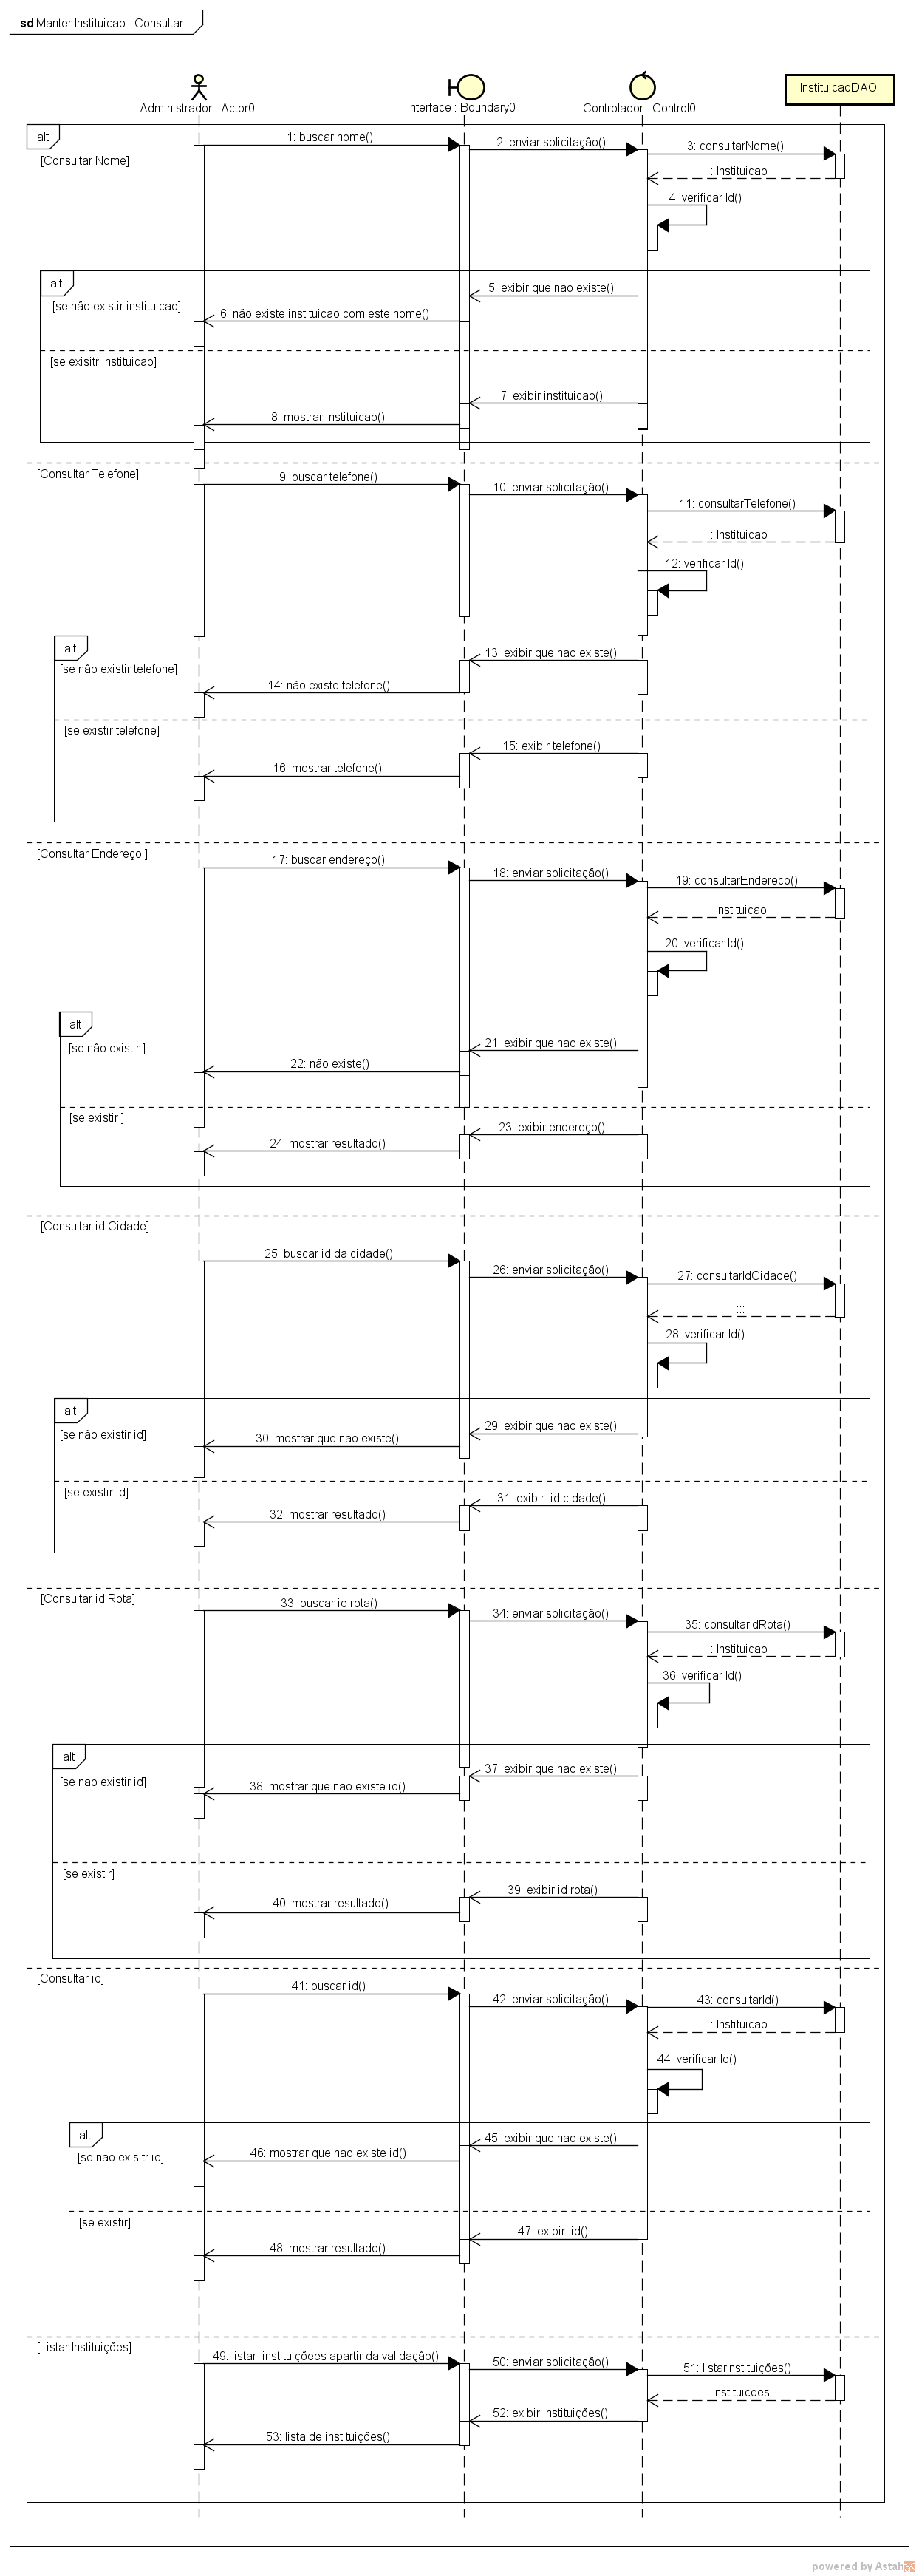 sd Manter Instituicao : Consultar
Administrador : Actor0
Interface : Boundary0
Controlador : Control0
InstituicaoDAO
alt
[Consultar Nome]
1: buscar nome()
2: enviar solicitação()
3: consultarNome()
: Instituicao
4: verificar Id()
alt
[se não existir instituicao]
5: exibir que nao existe()
6: não existe instituicao com este nome()
[se exisitr instituicao]
7: exibir instituicao()
8: mostrar instituicao()
[Consultar Telefone]
9: buscar telefone()
10: enviar solicitação()
11: consultarTelefone()
: Instituicao
12: verificar Id()
alt
[se não existir telefone]
13: exibir que nao existe()
14: não existe telefone()
[se existir telefone]
15: exibir telefone()
16: mostrar telefone()
[Consultar Endereço ]
17: buscar endereço()
18: enviar solicitação()
19: consultarEndereco()
: Instituicao
20: verificar Id()
alt
[se não existir ]
21: exibir que nao existe()
22: não existe()
[se existir ]
23: exibir endereço()
24: mostrar resultado()
[Consultar id Cidade]
25: buscar id da cidade()
26: enviar solicitação()
27: consultarIdCidade()
:::
28: verificar Id()
alt
[se não existir id]
29: exibir que nao existe()
30: mostrar que nao existe()
[se existir id]
31: exibir  id cidade()
32: mostrar resultado()
[Consultar id Rota]
33: buscar id rota()
34: enviar solicitação()
35: consultarIdRota()
: Instituicao
36: verificar Id()
alt
[se nao existir id]
37: exibir que nao existe()
38: mostrar que nao existe id()
[se existir]
39: exibir id rota()
40: mostrar resultado()
[Consultar id]
41: buscar id()
42: enviar solicitação()
43: consultarId()
: Instituicao
44: verificar Id()
alt
[se nao exisitr id]
45: exibir que nao existe()
46: mostrar que nao existe id()
[se existir]
47: exibir  id()
48: mostrar resultado()
[Listar Instituições]
49: listar  instituiçõees apartir da validação()
50: enviar solicitação()
51: listarInstituições()
: Instituicoes
52: exibir instituições()
53: lista de instituições()
powered by Astah